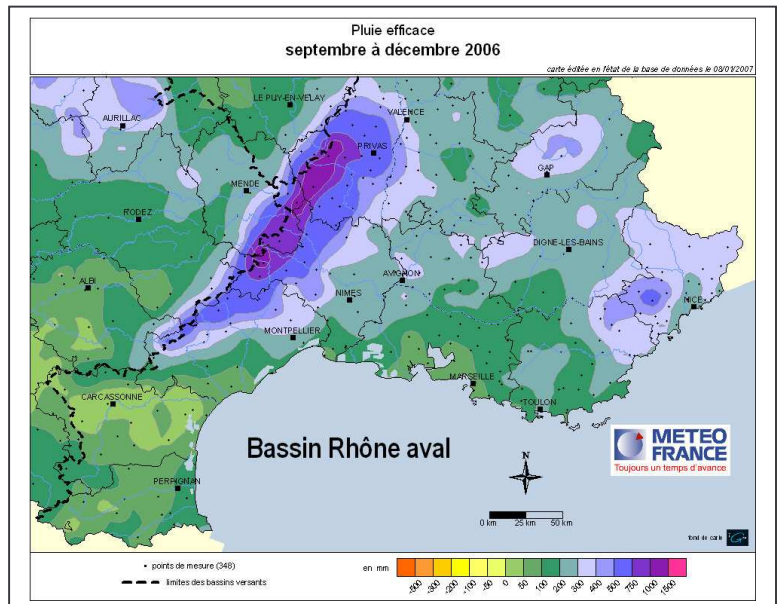 Pluie efficace
septembre à décembre 2006
carte éditée en l'état de la base de données le 08/01/2007
LE PUY-EN-VELAY
AURILLAC
VALENCE
PRIVAS
GAP
MENDE
RODEZ
DIGNE-LES-BAINS
AVIGNON
ALBI
NIMES
NICE
MONTPELLIER
MARSEILLE
CARCASSONNE
TOULON
Bassin Rhône aval
METEO
FRANCE
Toujours un temps d'avance
N
PERPIGNAN
0 km 25 km 50 km
fond de carte
points de mesure (348)
limites des bassins versants
en mm
-500 -300 -200 -100 -50 0 50 100 200 300 400 500 750 1000 1500